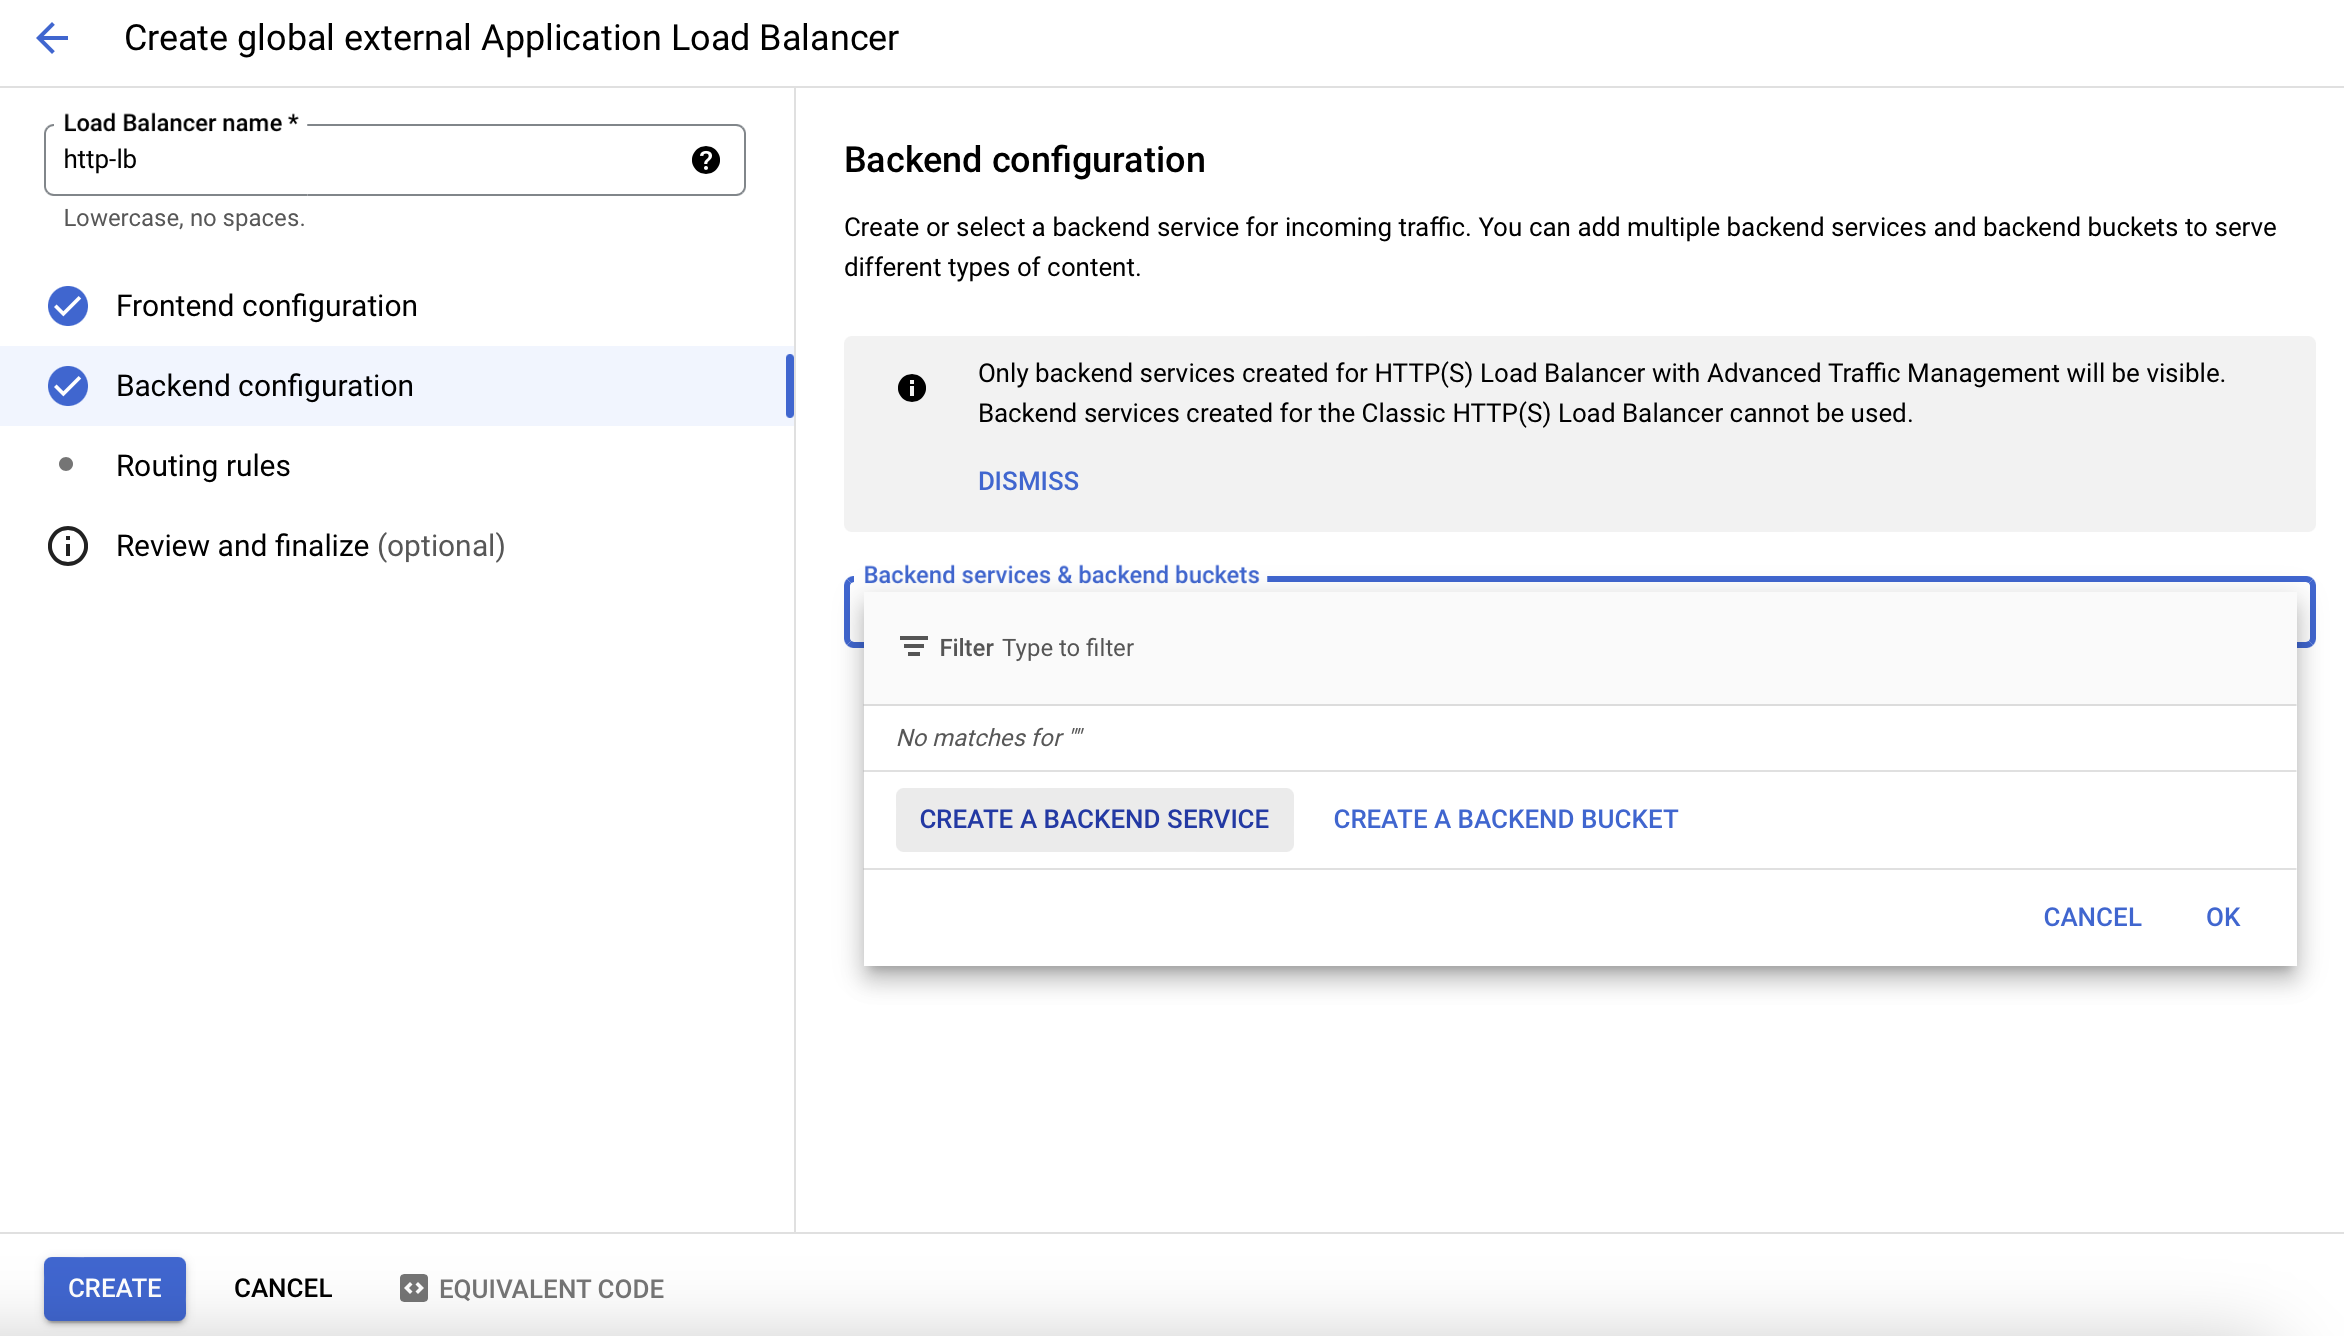 Create global external Application Load Balancer
Load Balancer name *
http-lb
Lowercase, no spaces.
Frontend configuration
Backend configuration
Routing rules
Review and finalize (optional)
Backend configuration
Create or select a backend service for incoming traffic. You can add multiple backend services and backend buckets to serve
different types of content.
Only backend services created for HTTP(S) Load Balancer with Advanced Traffic Management will be visible.
Backend services created for the Classic HTTP(S) Load Balancer cannot be used.
DISMISS
Backend services & backend buckets
Filter Type to filter
No matches for ""
CREATE A BACKEND SERVICE CREATE A BACKEND BUCKET
CANCEL OK
CREATE CANCEL EQUIVALENT CODE